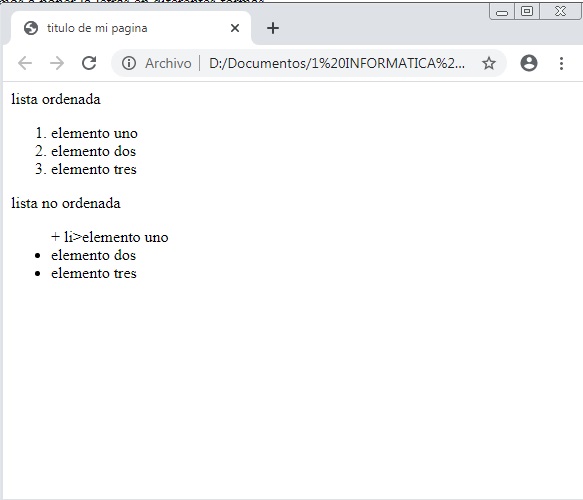 titulo de mi pagina
Archivo | D:/Documentos/1%20INFORMATICA%2...
lista ordenada
1. elemento uno
2. elemento dos
3. elemento tres
lista no ordenada
+ li>elemento uno
• elemento dos
• elemento tres